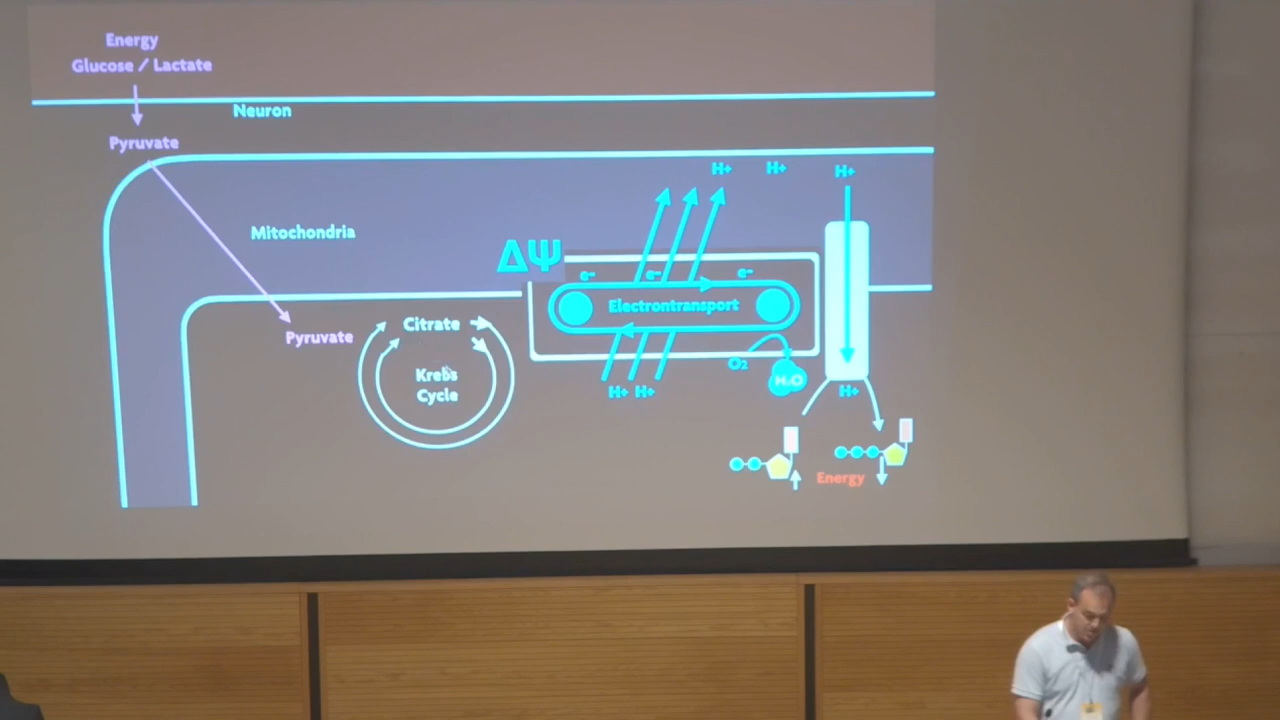 Energy
Glucose / Lactate
Neuron
Pyruvate
H+ H+ H+
Mitochondria
ΔΨ
e- e- e-
Electrontransport
Citrate
Pyruvate
Krebs
Cycle
O₂
H₂O
H+ H+
H+
Energy